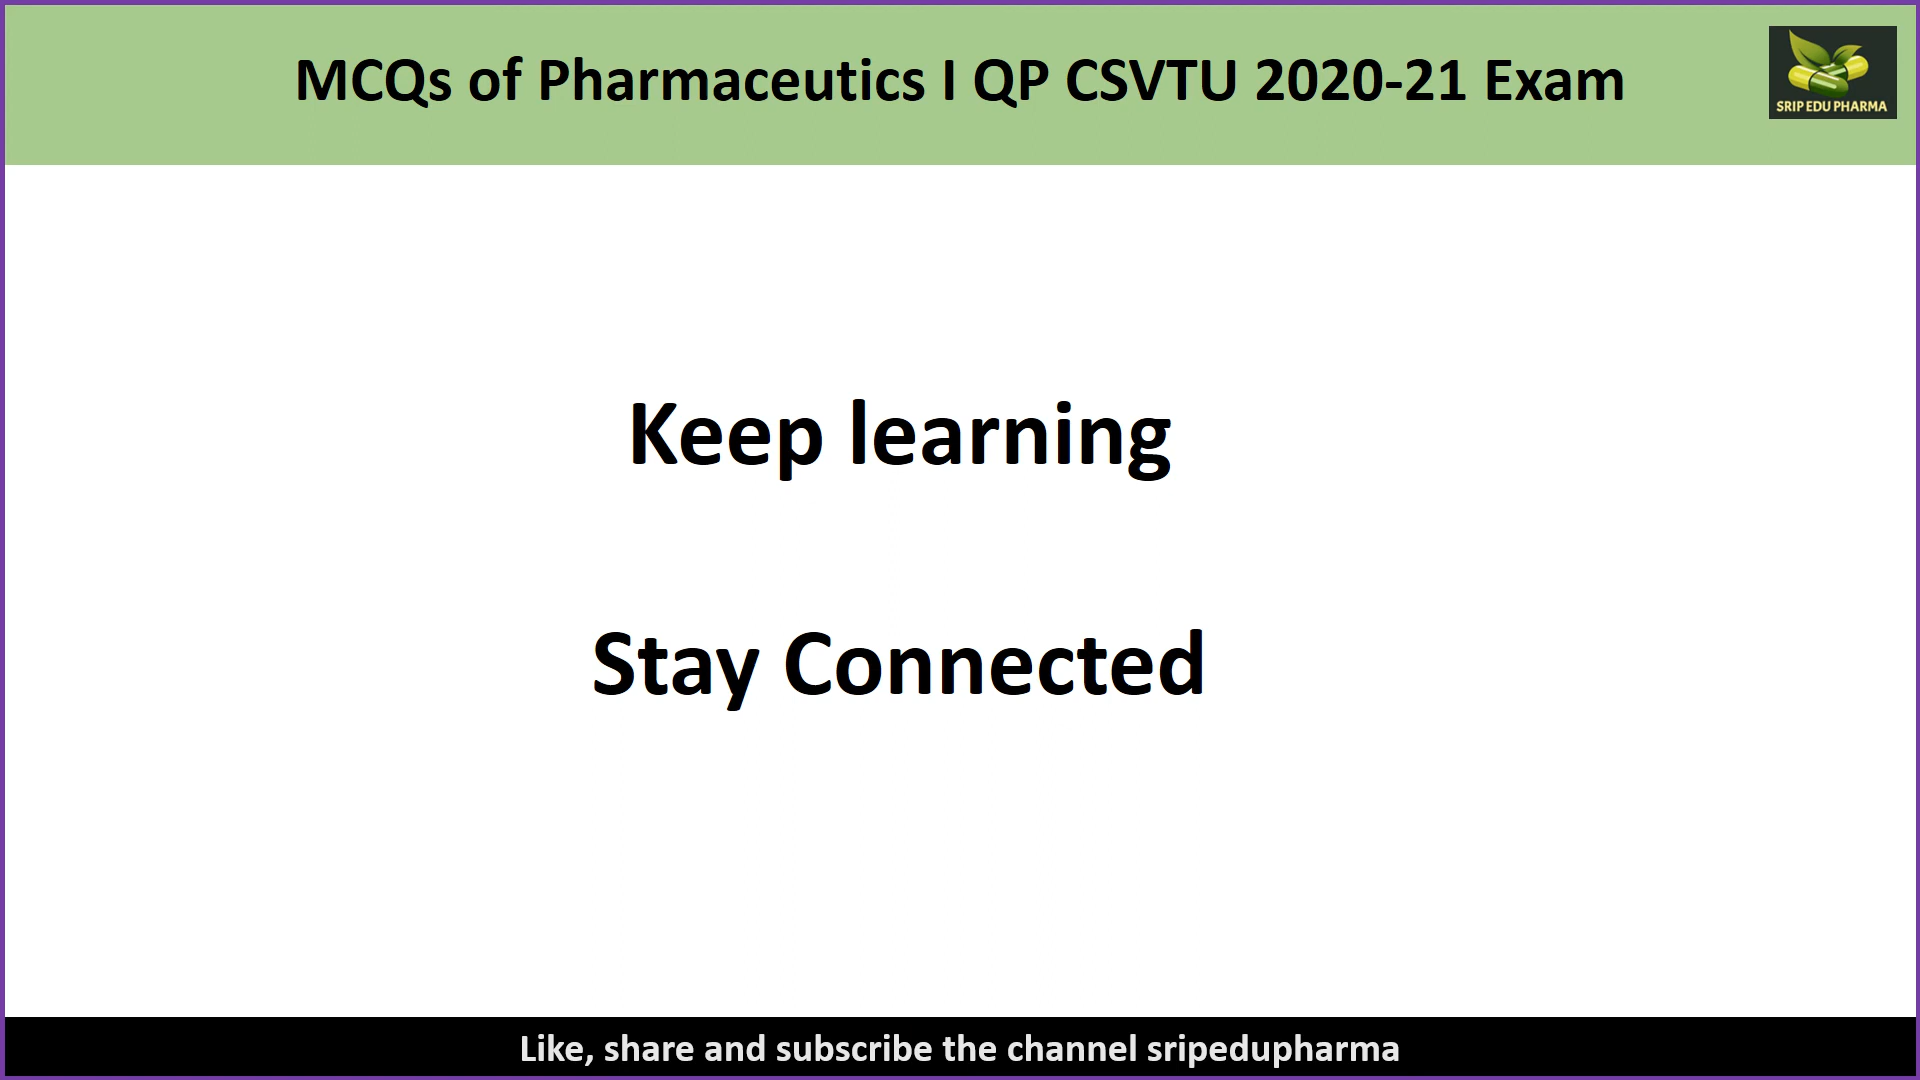 MCQs of Pharmaceutics I QP CSVTU 2020-21 Exam
SRIP EDU PHARMA
Keep learning
Stay Connected
Like, share and subscribe the channel sripedupharma